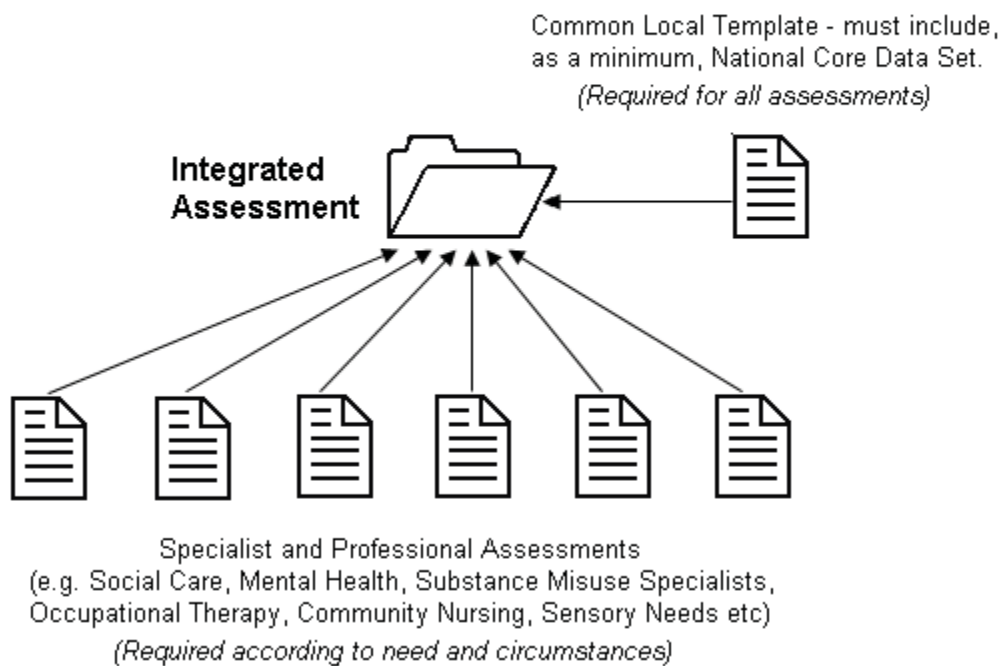 Common Local Template - must include,
as a minimum, National Core Data Set.
(Required for all assessments)
Integrated
Assessment
Specialist and Professional Assessments
(e.g. Social Care, Mental Health, Substance Misuse Specialists,
Occupational Therapy, Community Nursing, Sensory Needs etc)
(Required according to need and circumstances)